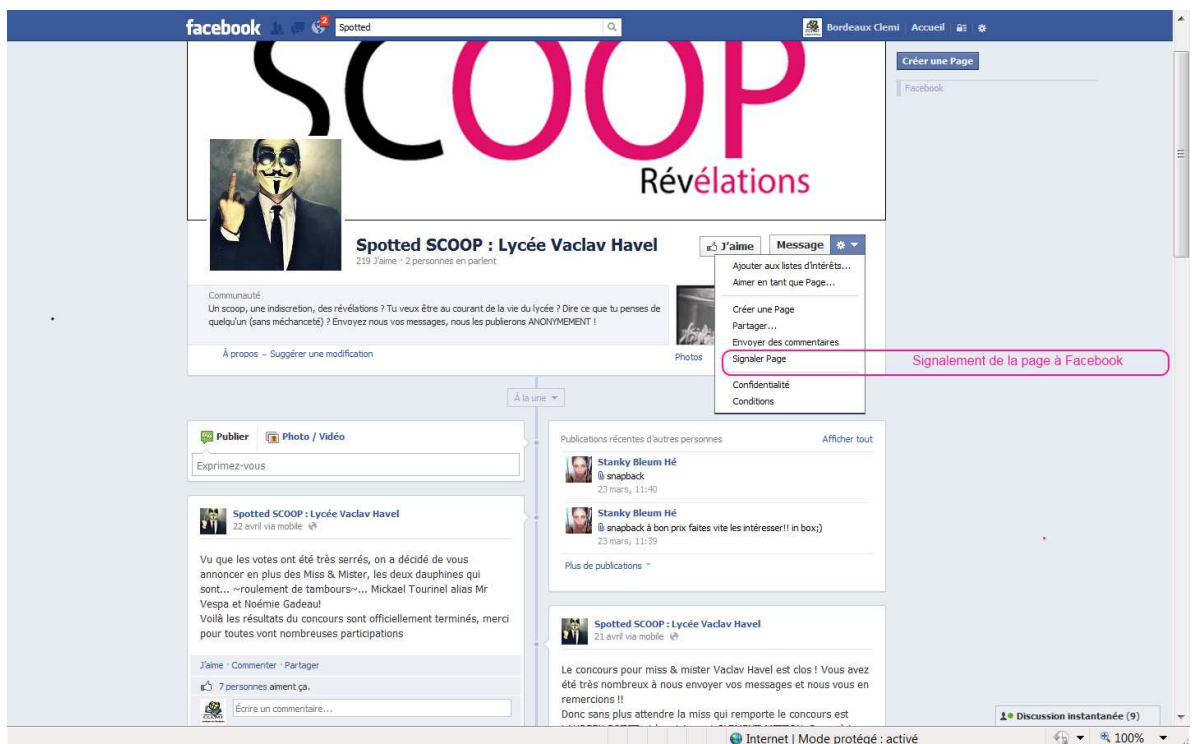 facebook
2
Spotted
Bordeaux Clemi
Accueil
SCOOP
Révélations
Créer une Page
Facebook
Spotted SCOOP : Lycée Vaclav Havel
219 J'aime · 2 personnes en parlent
J'aime
Message
Ajouter aux listes d'intérêts...
Aimer en tant que Page...
Créer une Page
Partager...
Envoyer des commentaires
Signaler Page
Confidentialité
Conditions
Signalement de la page à Facebook
Communauté
Un scoop, une indiscretion, des révélations ? Tu veux être au courant de la vie du lycée ? Dire ce que tu penses de
quelqu'un (sans méchanceté) ? Envoyez nous vos messages, nous les publierons ANONYMEMENT !
À propos – Suggérer une modification
Photos
À la une
Publier
Photo / Vidéo
Exprimez-vous
Spotted SCOOP : Lycée Vaclav Havel
22 avril via mobile
Vu que les votes ont été très serrés, on a décidé de vous
annoncer en plus des Miss & Mister, les deux dauphines qui
sont... ~roulement de tambours~... Mickael Tourinel alias Mr
Vespa et Noémie Gadeau!
Voilà les résultats du concours sont officiellement terminés, merci
pour toutes vont nombreuses participations
J'aime · Commenter · Partager
7 personnes aiment ça.
Écrire un commentaire...
Publications récentes d'autres personnes
Afficher tout
Stanky Bleum Hé
snapback
23 mars, 11:40
Stanky Bleum Hé
snapback à bon prix faites vite les intéresser!! in box;)
23 mars, 11:39
Plus de publications
Spotted SCOOP : Lycée Vaclav Havel
21 avril via mobile
Le concours pour miss & mister Vaclav Havel est clos ! Vous avez
été très nombreux à nous envoyer vos messages et nous vous en
remercions !!
Donc sans plus attendre la miss qui remporte le concours est
Discussion instantanée (9)
Internet | Mode protégé : activé
100%